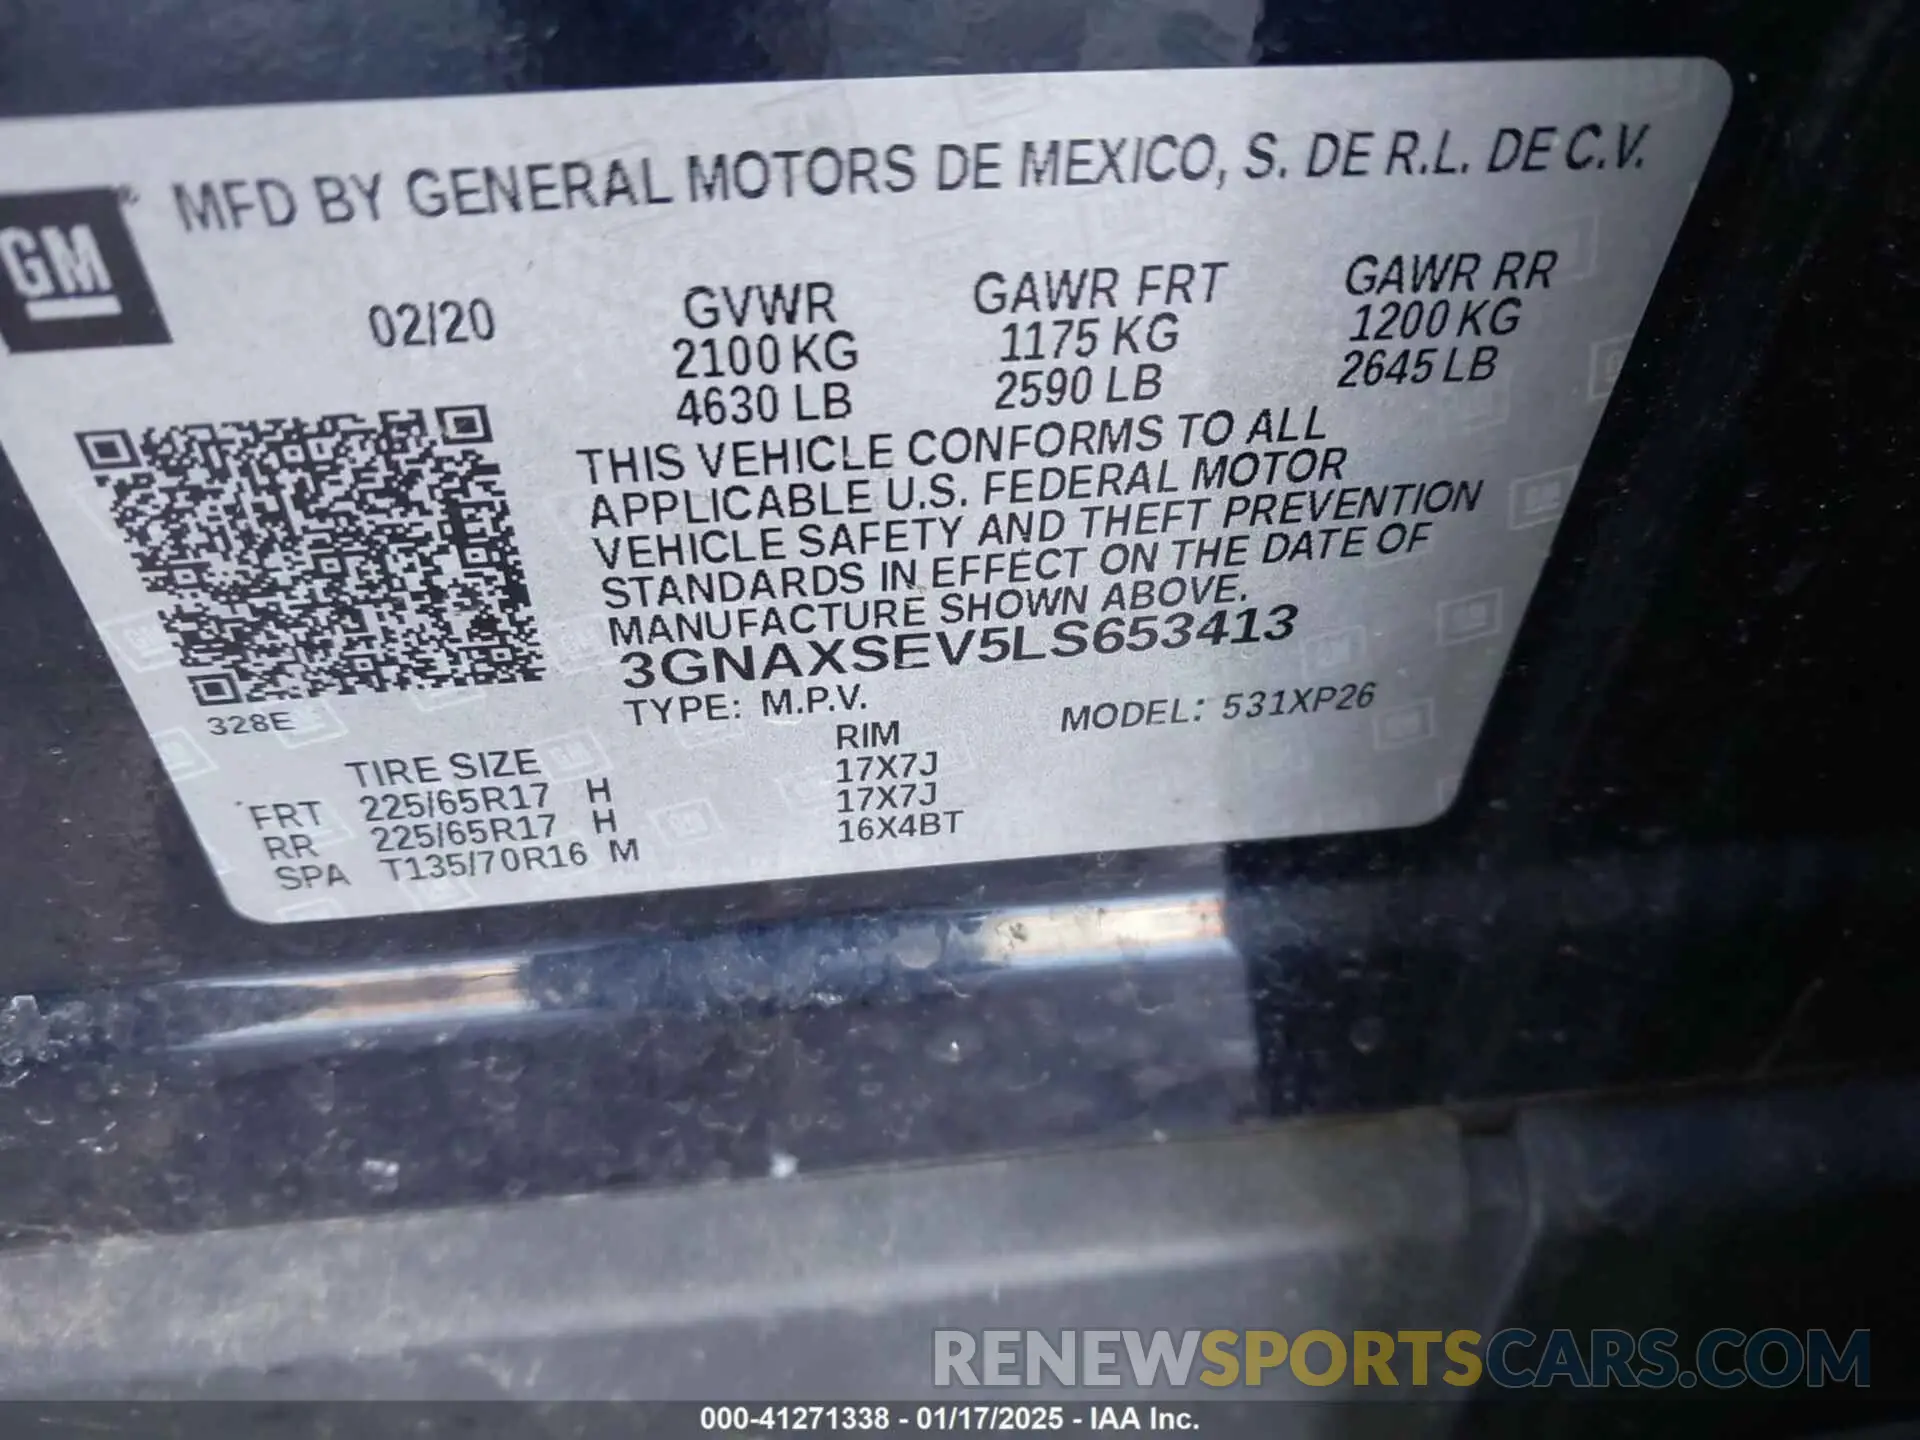 GM® MFD BY GENERAL MOTORS DE MEXICO, S. DE R.L. DE C.V.
02/20 GVWR GAWR FRT GAWR RR
2100 KG 1175 KG 1200 KG
4630 LB 2590 LB 2645 LB
THIS VEHICLE CONFORMS TO ALL
APPLICABLE U.S. FEDERAL MOTOR
VEHICLE SAFETY AND THEFT PREVENTION
STANDARDS IN EFFECT ON THE DATE OF
MANUFACTURE SHOWN ABOVE.
3GNAXSEV5LS653413
328E
TYPE: M.P.V. MODEL: 531XP26
TIRE SIZE RIM
FRT 225/65R17 H 17X7J
RR 225/65R17 H 17X7J
SPA T135/70R16 M 16X4BT
RENEWSPORTSCARS.COM
000-41271338 - 01/17/2025 - IAA Inc.